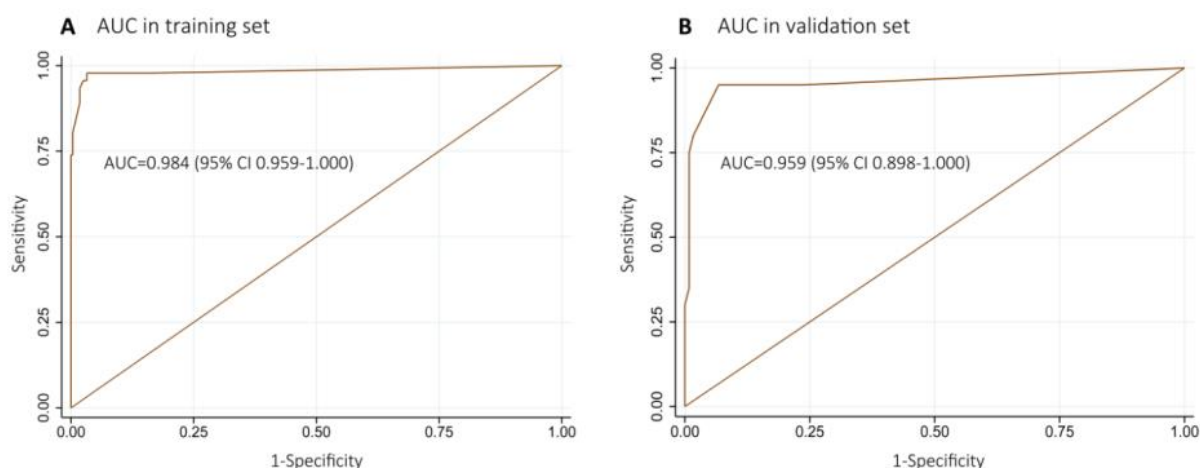 A AUC in training set
1.00
0.75
0.50
0.25
0.00
Sensitivity
AUC=0.984 (95% CI 0.959-1.000)
0.00 0.25 0.50 0.75 1.00
1-Specificity
B AUC in validation set
1.00
0.75
0.50
0.25
0.00
Sensitivity
AUC=0.959 (95% CI 0.898-1.000)
0.00 0.25 0.50 0.75 1.00
1-Specificity